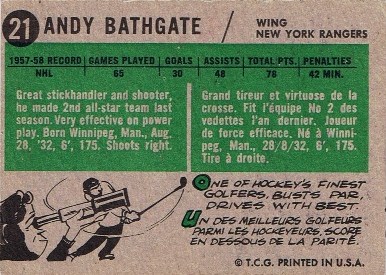 21 ANDY BATHGATE / WING
NEW YORK RANGERS
1957-58 RECORD GAMES PLAYED GOALS ASSISTS TOTAL PTS. PENALTIES
NHL 65 30 48 78 42 MIN.
Great stickhandler and shooter,
he made 2nd all-star team last
season. Very effective on power
play. Born Winnipeg, Man., Aug.
28, '32, 6', 175. Shoots right.
Grand tireur et virtuose de la
crosse. Fit l'équipe No 2 des
vedettes l'an dernier. Joueur
de force supérieure. Né à Winni-
peg, Man., 28/8/32, 6', 175.
Tire à droite.
ONE OF HOCKEY'S FINEST
GOLFERS, BUSTS PAR,
DRIVES WITH BEST.
UN DES MEILLEURS GOLFEURS
PARMI LES HOCKEYEURS, SCORE
EN DESSOUS DE LA PARITÉ.
© T.C.G. PRINTED IN U.S.A.